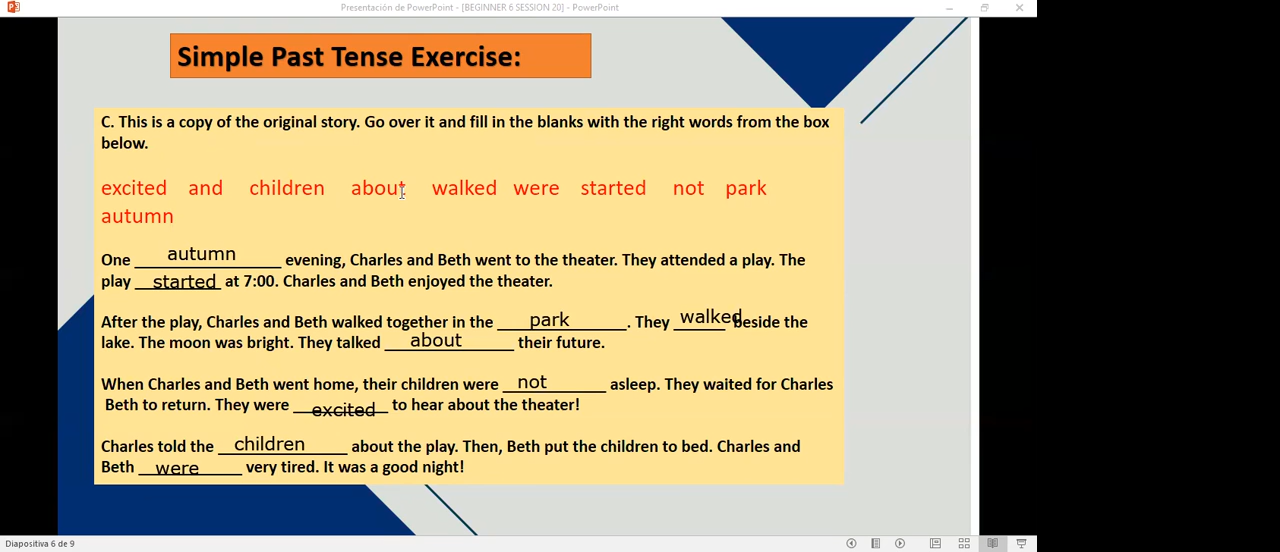 Presentación de PowerPoint - [BEGINNER 6 SESSION 20] - PowerPoint
Simple Past Tense Exercise:
C. This is a copy of the original story. Go over it and fill in the blanks with the right words from the box
below.
excited and children about walked were started not park
autumn
One autumn evening, Charles and Beth went to the theater. They attended a play. The
play started at 7:00. Charles and Beth enjoyed the theater.
After the play, Charles and Beth walked together in the park. They walked beside the
lake. The moon was bright. They talked about their future.
When Charles and Beth went home, their children were not asleep. They waited for Charles
Beth to return. They were excited to hear about the theater!
Charles told the children about the play. Then, Beth put the children to bed. Charles and
Beth were very tired. It was a good night!
Diapositiva 6 de 9